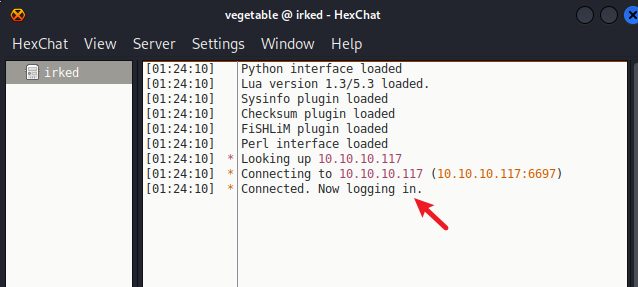 vegetable @ irked - HexChat
HexChat View Server Settings Window Help
irked
[01:24:10] Python interface loaded
[01:24:10] Lua version 1.3/5.3 loaded.
[01:24:10] Sysinfo plugin loaded
[01:24:10] Checksum plugin loaded
[01:24:10] FiSHLiM plugin loaded
[01:24:10] Perl interface loaded
[01:24:10] * Looking up 10.10.10.117
[01:24:10] * Connecting to 10.10.10.117 (10.10.10.117:6697)
[01:24:10] * Connected. Now logging in.